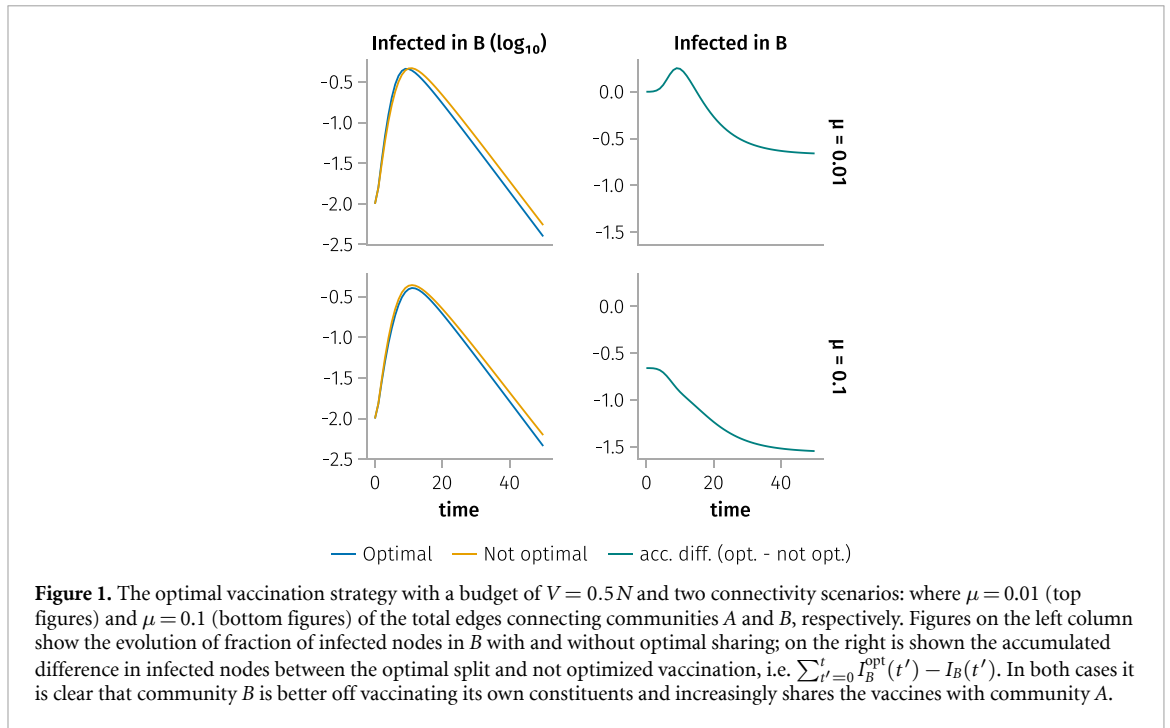 Infected in B (log₁₀)
Infected in B
−0.5
−1.0
−1.5
−2.0
−2.5
0.0
−0.5
−1.0
−1.5
μ = 0.01
−0.5
−1.0
−1.5
−2.0
−2.5
0.0
−0.5
−1.0
−1.5
μ = 0.1
0 20 40
0 20 40
time
time
Optimal Not optimal acc. diff. (opt. - not opt.)
Figure 1. The optimal vaccination strategy with a budget of V = 0.5N and two connectivity scenarios: where μ = 0.01 (top
figures) and μ = 0.1 (bottom figures) of the total edges connecting communities A and B, respectively. Figures on the left column
show the evolution of fraction of infected nodes in B with and without optimal sharing; on the right is shown the accumulated
difference in infected nodes between the optimal split and not optimized vaccination, i.e. ∑ᵗₜ′₌₀ I_B^opt(t′) − I_B(t′). In both cases it
is clear that community B is better off vaccinating its own constituents and increasingly shares the vaccines with community A.